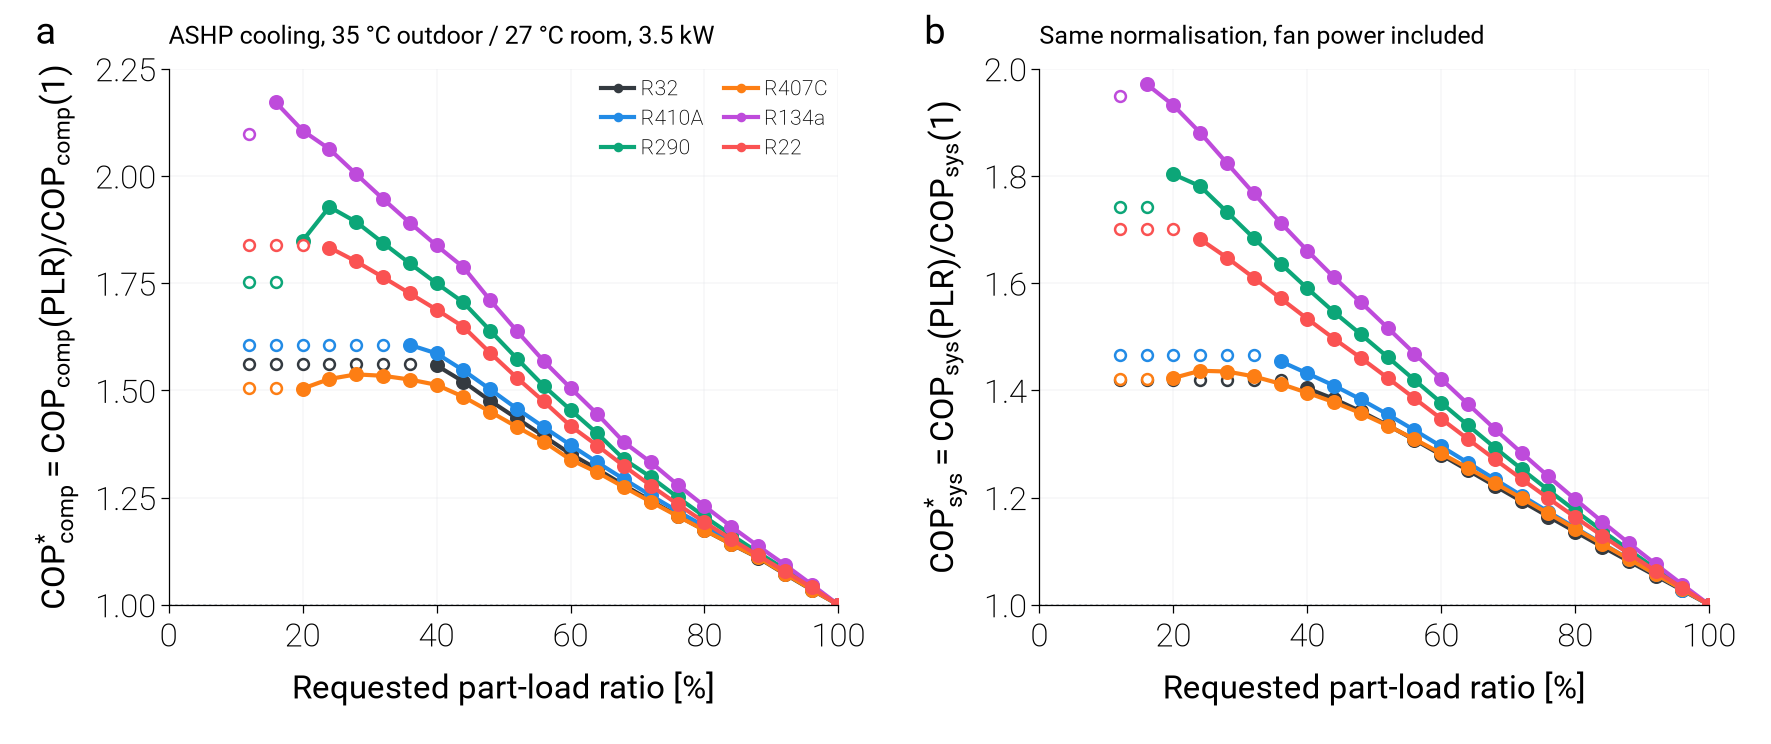 a
ASHP cooling, 35 °C outdoor / 27 °C room, 3.5 kW
COP*comp = COPcomp(PLR)/COPcomp(1)
2.25
2.00
1.75
1.50
1.25
1.00
R32
R410A
R290
R407C
R134a
R22
0
20
40
60
80
100
Requested part-load ratio [%]
b
Same normalisation, fan power included
COP*sys = COPsys(PLR)/COPsys(1)
2.0
1.8
1.6
1.4
1.2
1.0
0
20
40
60
80
100
Requested part-load ratio [%]